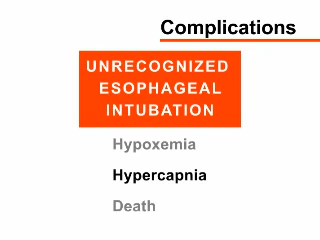 Complications
UNRECOGNIZED
ESOPHAGEAL
INTUBATION
Hypoxemia
Hypercapnia
Death